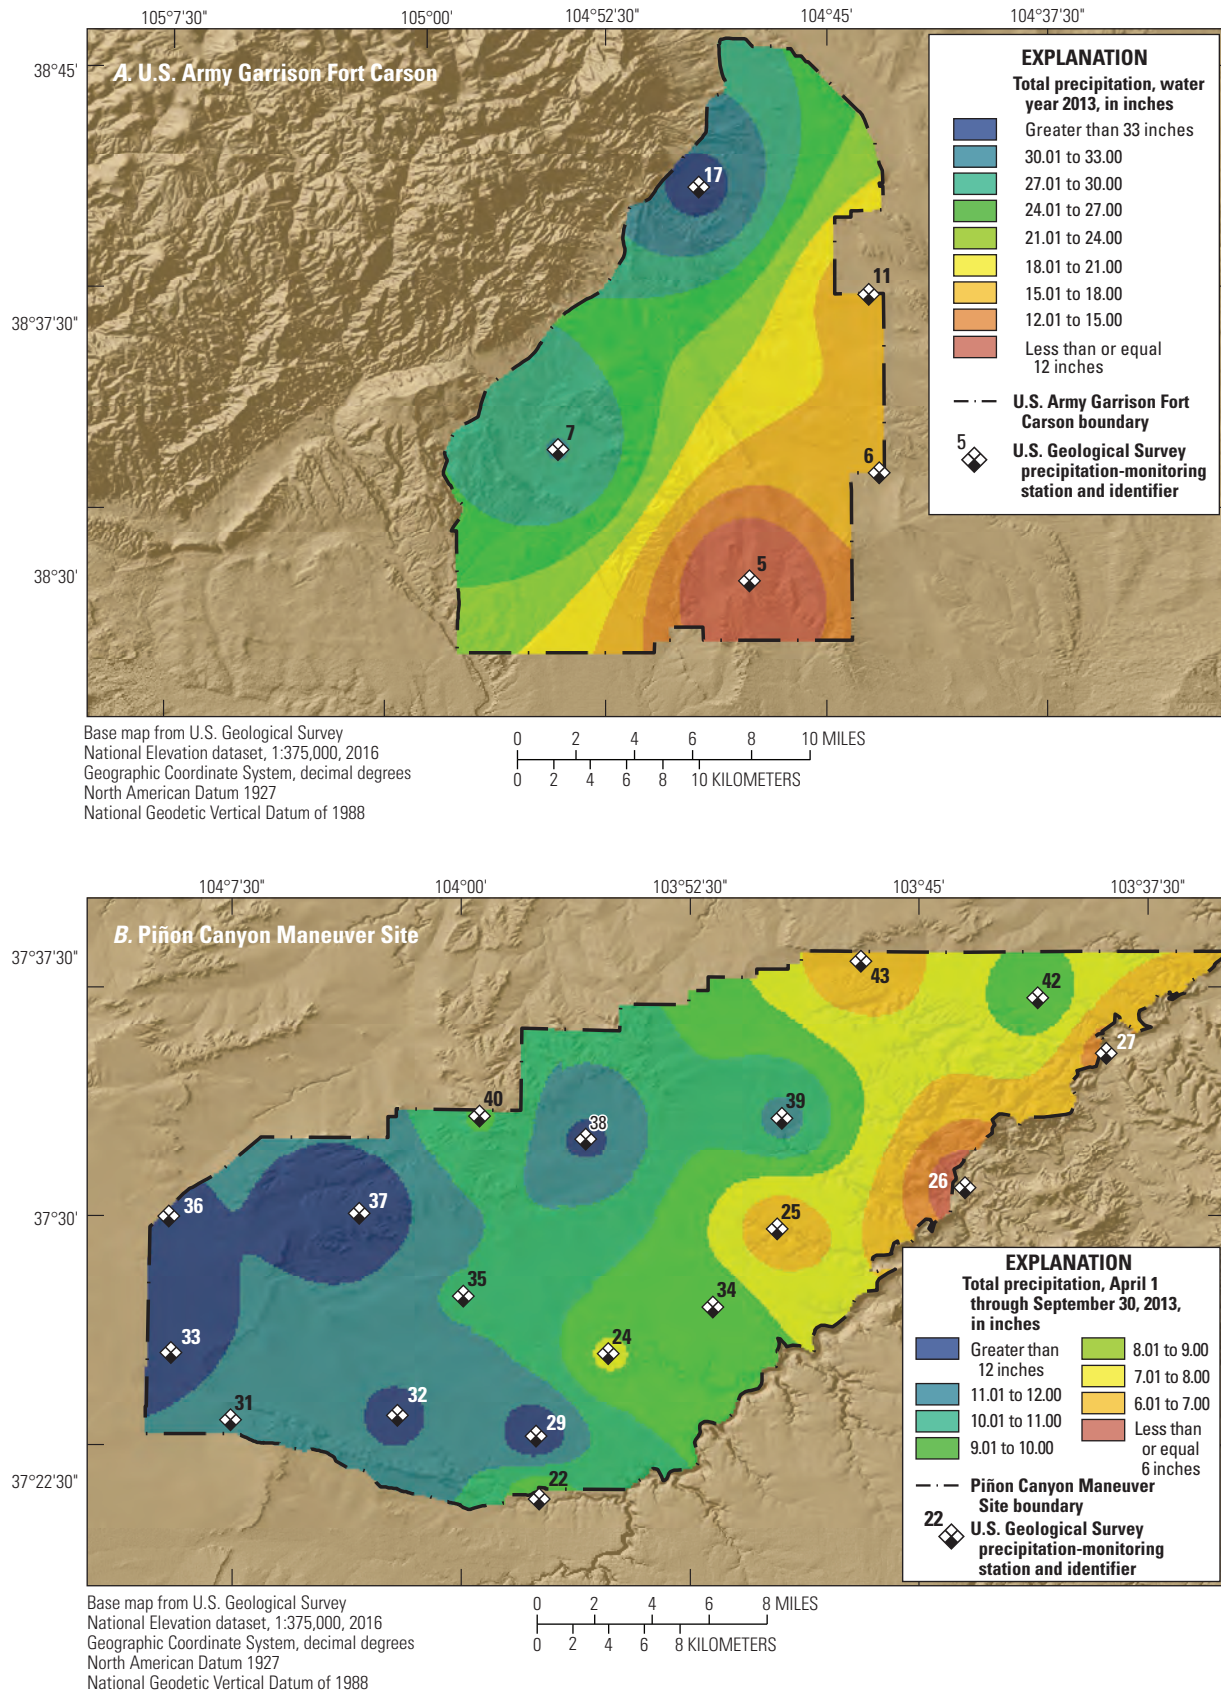 105°7'30"
105°00'
104°52'30"
104°45'
104°37'30"
38°45'
38°37'30"
38°30'
A. U.S. Army Garrison Fort Carson
17
11
7
6
5
EXPLANATION
Total precipitation, water
year 2013, in inches
Greater than 33 inches
30.01 to 33.00
27.01 to 30.00
24.01 to 27.00
21.01 to 24.00
18.01 to 21.00
15.01 to 18.00
12.01 to 15.00
Less than or equal
12 inches
U.S. Army Garrison Fort
Carson boundary
5
U.S. Geological Survey
precipitation-monitoring
station and identifier
Base map from U.S. Geological Survey
National Elevation dataset, 1:375,000, 2016
Geographic Coordinate System, decimal degrees
North American Datum 1927
National Geodetic Vertical Datum of 1988
0 2 4 6 8 10 MILES
0 2 4 6 8 10 KILOMETERS
104°7'30"
104°00'
103°52'30"
103°45'
103°37'30"
37°37'30"
37°30'
37°22'30"
B. Piñon Canyon Maneuver Site
43
42
27
40
38
39
26
36
37
25
35
34
33
24
31
32
29
22
EXPLANATION
Total precipitation, April 1
through September 30, 2013,
in inches
Greater than
12 inches
11.01 to 12.00
10.01 to 11.00
9.01 to 10.00
8.01 to 9.00
7.01 to 8.00
6.01 to 7.00
Less than
or equal
6 inches
Piñon Canyon Maneuver
Site boundary
22
U.S. Geological Survey
precipitation-monitoring
station and identifier
Base map from U.S. Geological Survey
National Elevation dataset, 1:375,000, 2016
Geographic Coordinate System, decimal degrees
North American Datum 1927
National Geodetic Vertical Datum of 1988
0 2 4 6 8 MILES
0 2 4 6 8 KILOMETERS